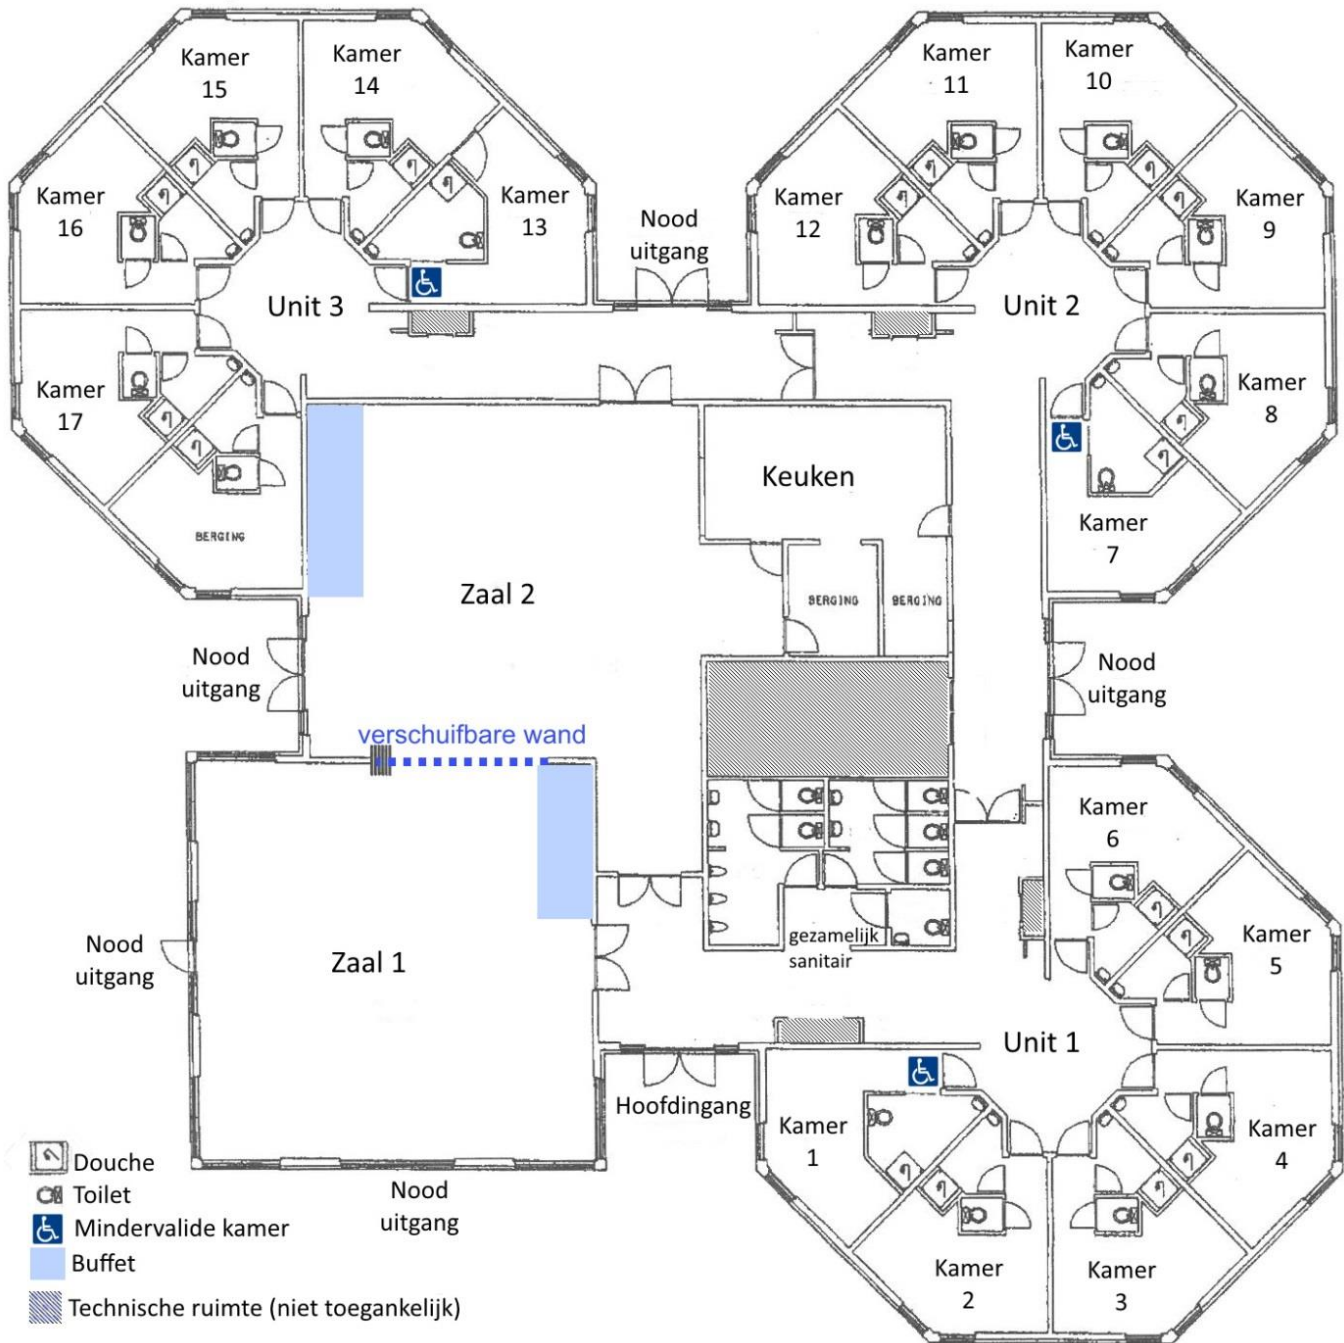 Kamer
15
Kamer
14
Kamer
11
Kamer
10
Kamer
16
Kamer
13
Kamer
12
Kamer
9
Nood
uitgang
Unit 3
Unit 2
Kamer
17
Kamer
8
Kamer
7
BERGING
Keuken
Zaal 2
BERGING
BERGING
Nood
uitgang
Nood
uitgang
verschuifbare wand
Kamer
6
Kamer
5
Nood
uitgang
Zaal 1
gezamelijk
sanitair
Unit 1
Hoofdingang
Kamer
1
Kamer
4
Kamer
2
Kamer
3
Nood
uitgang
Douche
Toilet
Mindervalide kamer
Buffet
Technische ruimte (niet toegankelijk)